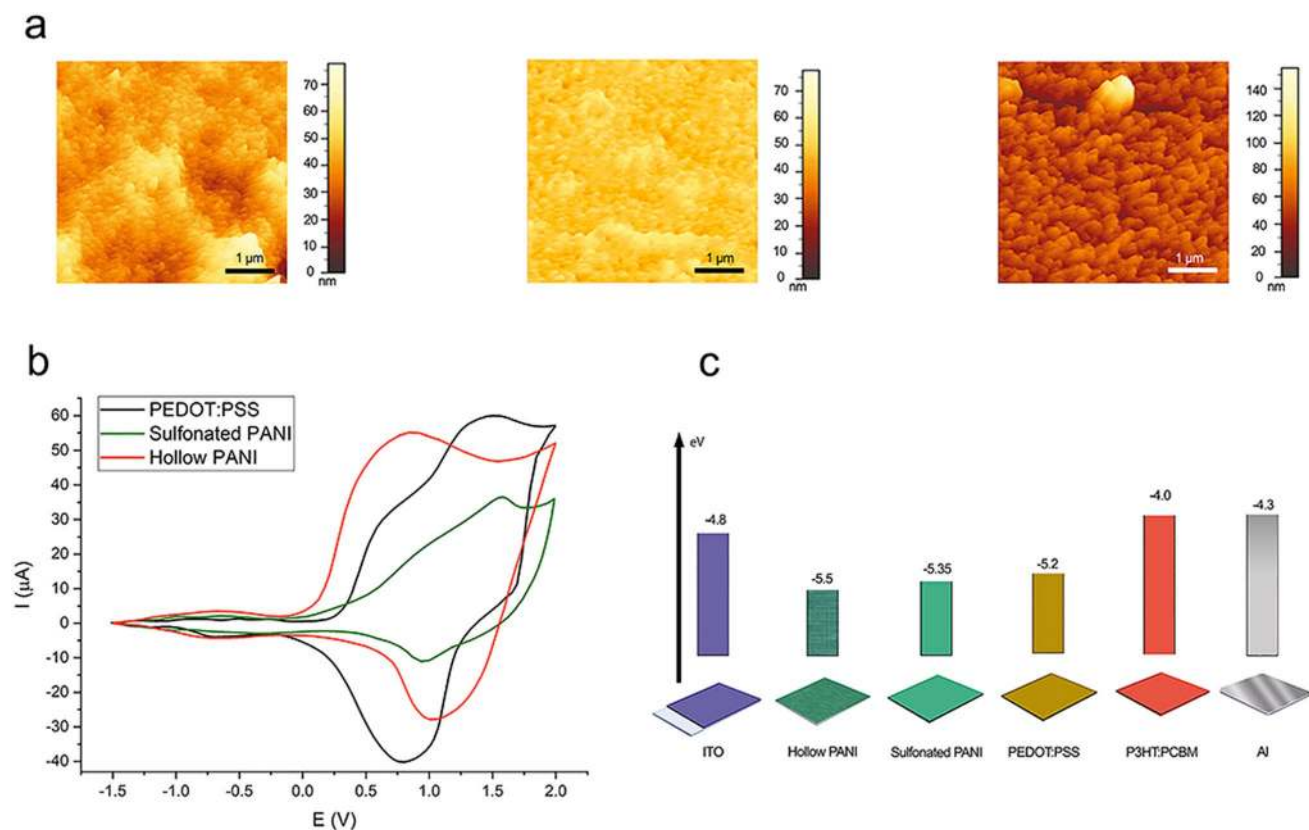 a
70
60
50
40
30
20
10
0
nm
1 µm
70
60
50
40
30
20
10
0
nm
1 µm
140
120
100
80
60
40
20
0
nm
1 µm
b
PEDOT:PSS
Sulfonated PANI
Hollow PANI
60
50
40
30
20
10
0
-10
-20
-30
-40
I (µA)
-1.5 -1.0 -0.5 0.0 0.5 1.0 1.5 2.0
E (V)
c
eV
-4.8
-5.5
-5.35
-5.2
-4.0
-4.3
ITO Hollow PANI Sulfonated PANI PEDOT:PSS P3HT:PCBM Al